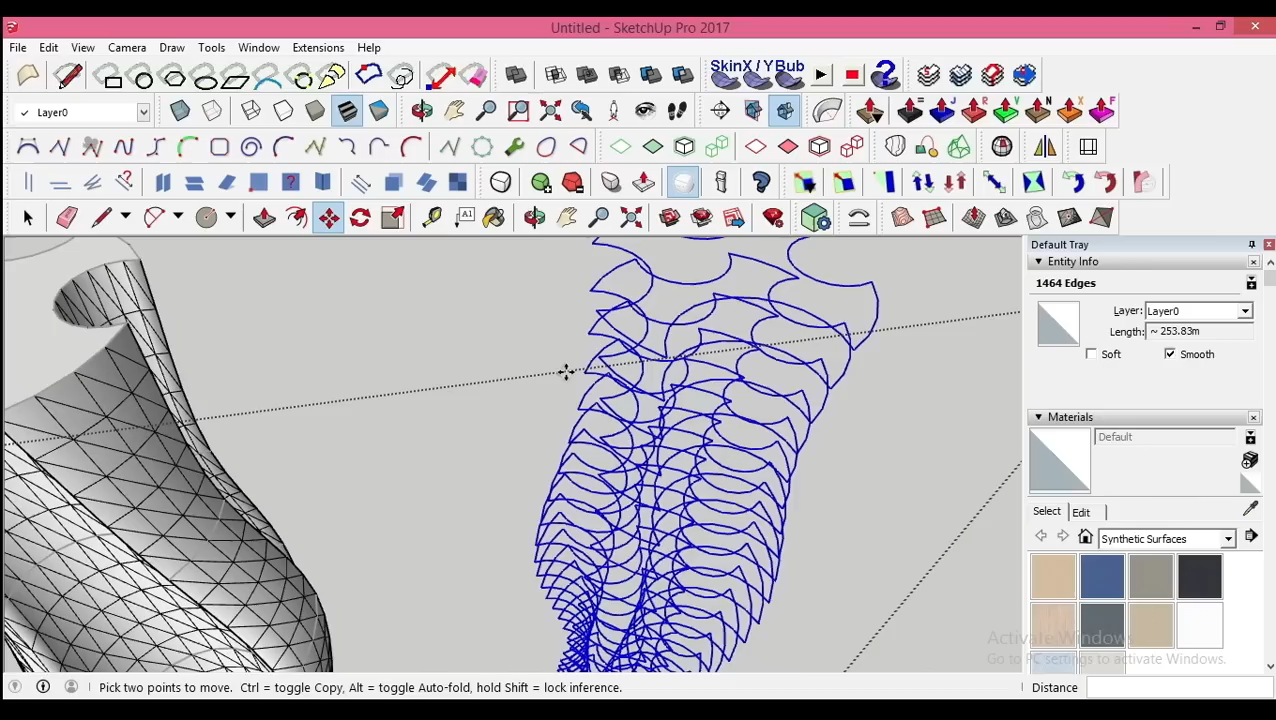 Untitled - SketchUp Pro 2017
File Edit View Camera Draw Tools Window Extensions Help
SkinX / YBub
Layer0
= J R V N X F
A1
Default Tray
Entity Info
1464 Edges
Layer: Layer0
Length: ~ 253.83m
Soft Smooth
Materials
Default
Select Edit
Synthetic Surfaces
Activate Windows
Go to PC settings to activate Windows.
Pick two points to move. Ctrl = toggle Copy, Alt = toggle Auto-fold, hold Shift = lock inference.
Distance